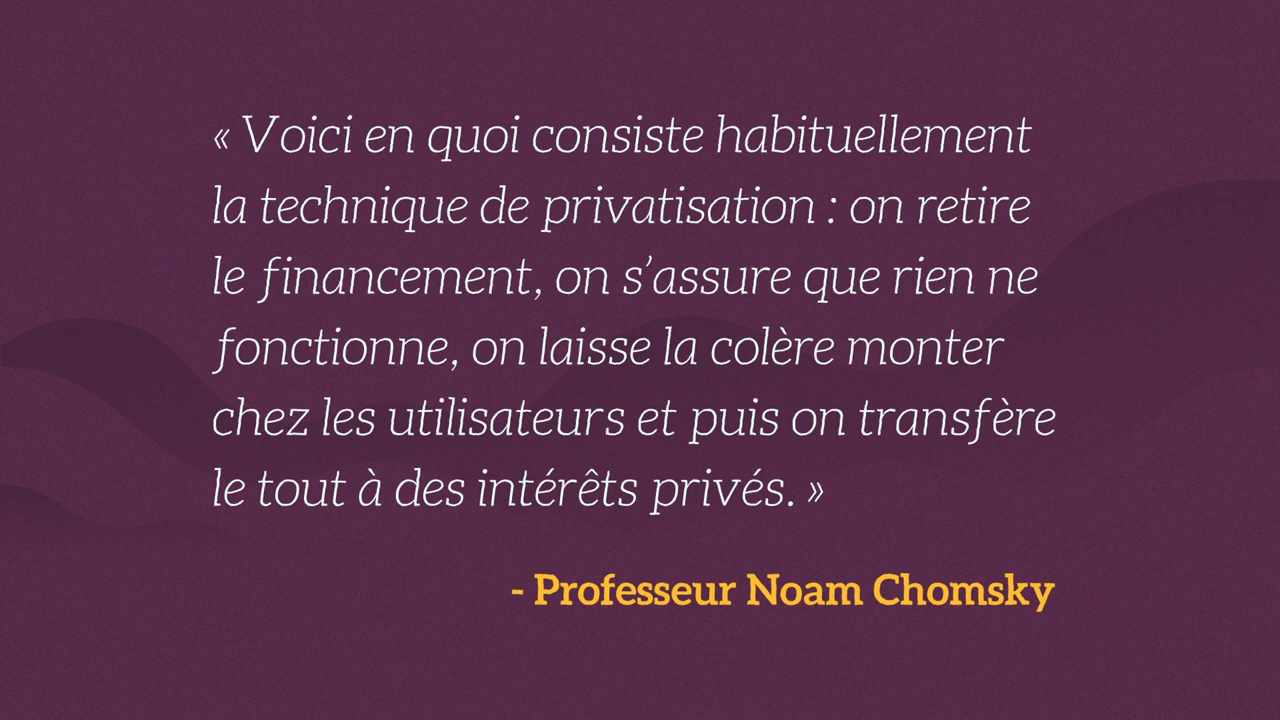 « Voici en quoi consiste habituellement
la technique de privatisation : on retire
le financement, on s’assure que rien ne
fonctionne, on laisse la colère monter
chez les utilisateurs et puis on transfère
le tout à des intérêts privés. »
- Professeur Noam Chomsky